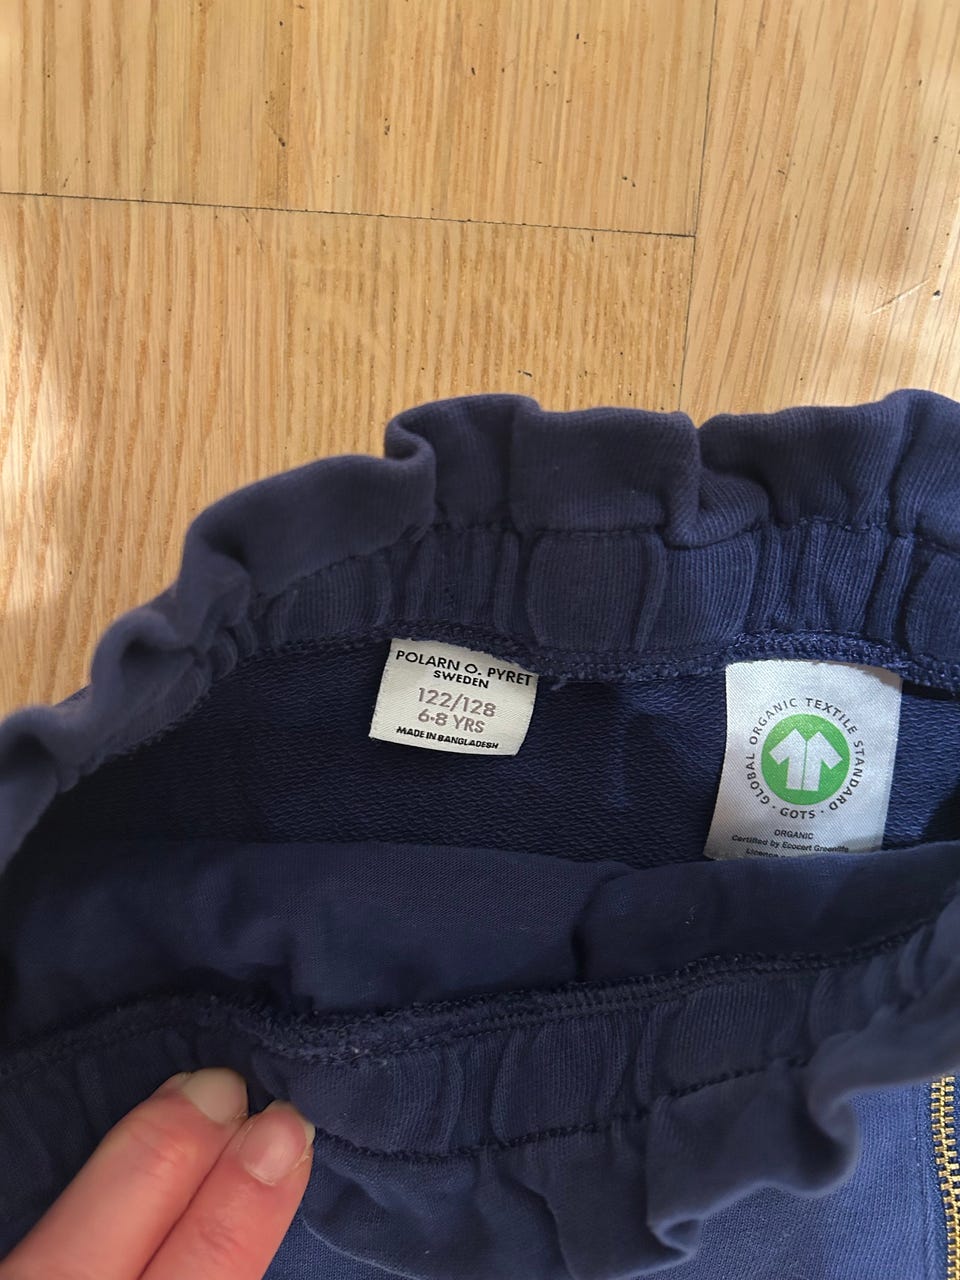 POLARN O. PYRET
SWEDEN
122/128
6-8 YRS
MADE IN BANGLADESH
GLOBAL ORGANIC TEXTILE STANDARD · GOTS ·
ORGANIC
Certified by Ecocert Greenlife
Licence